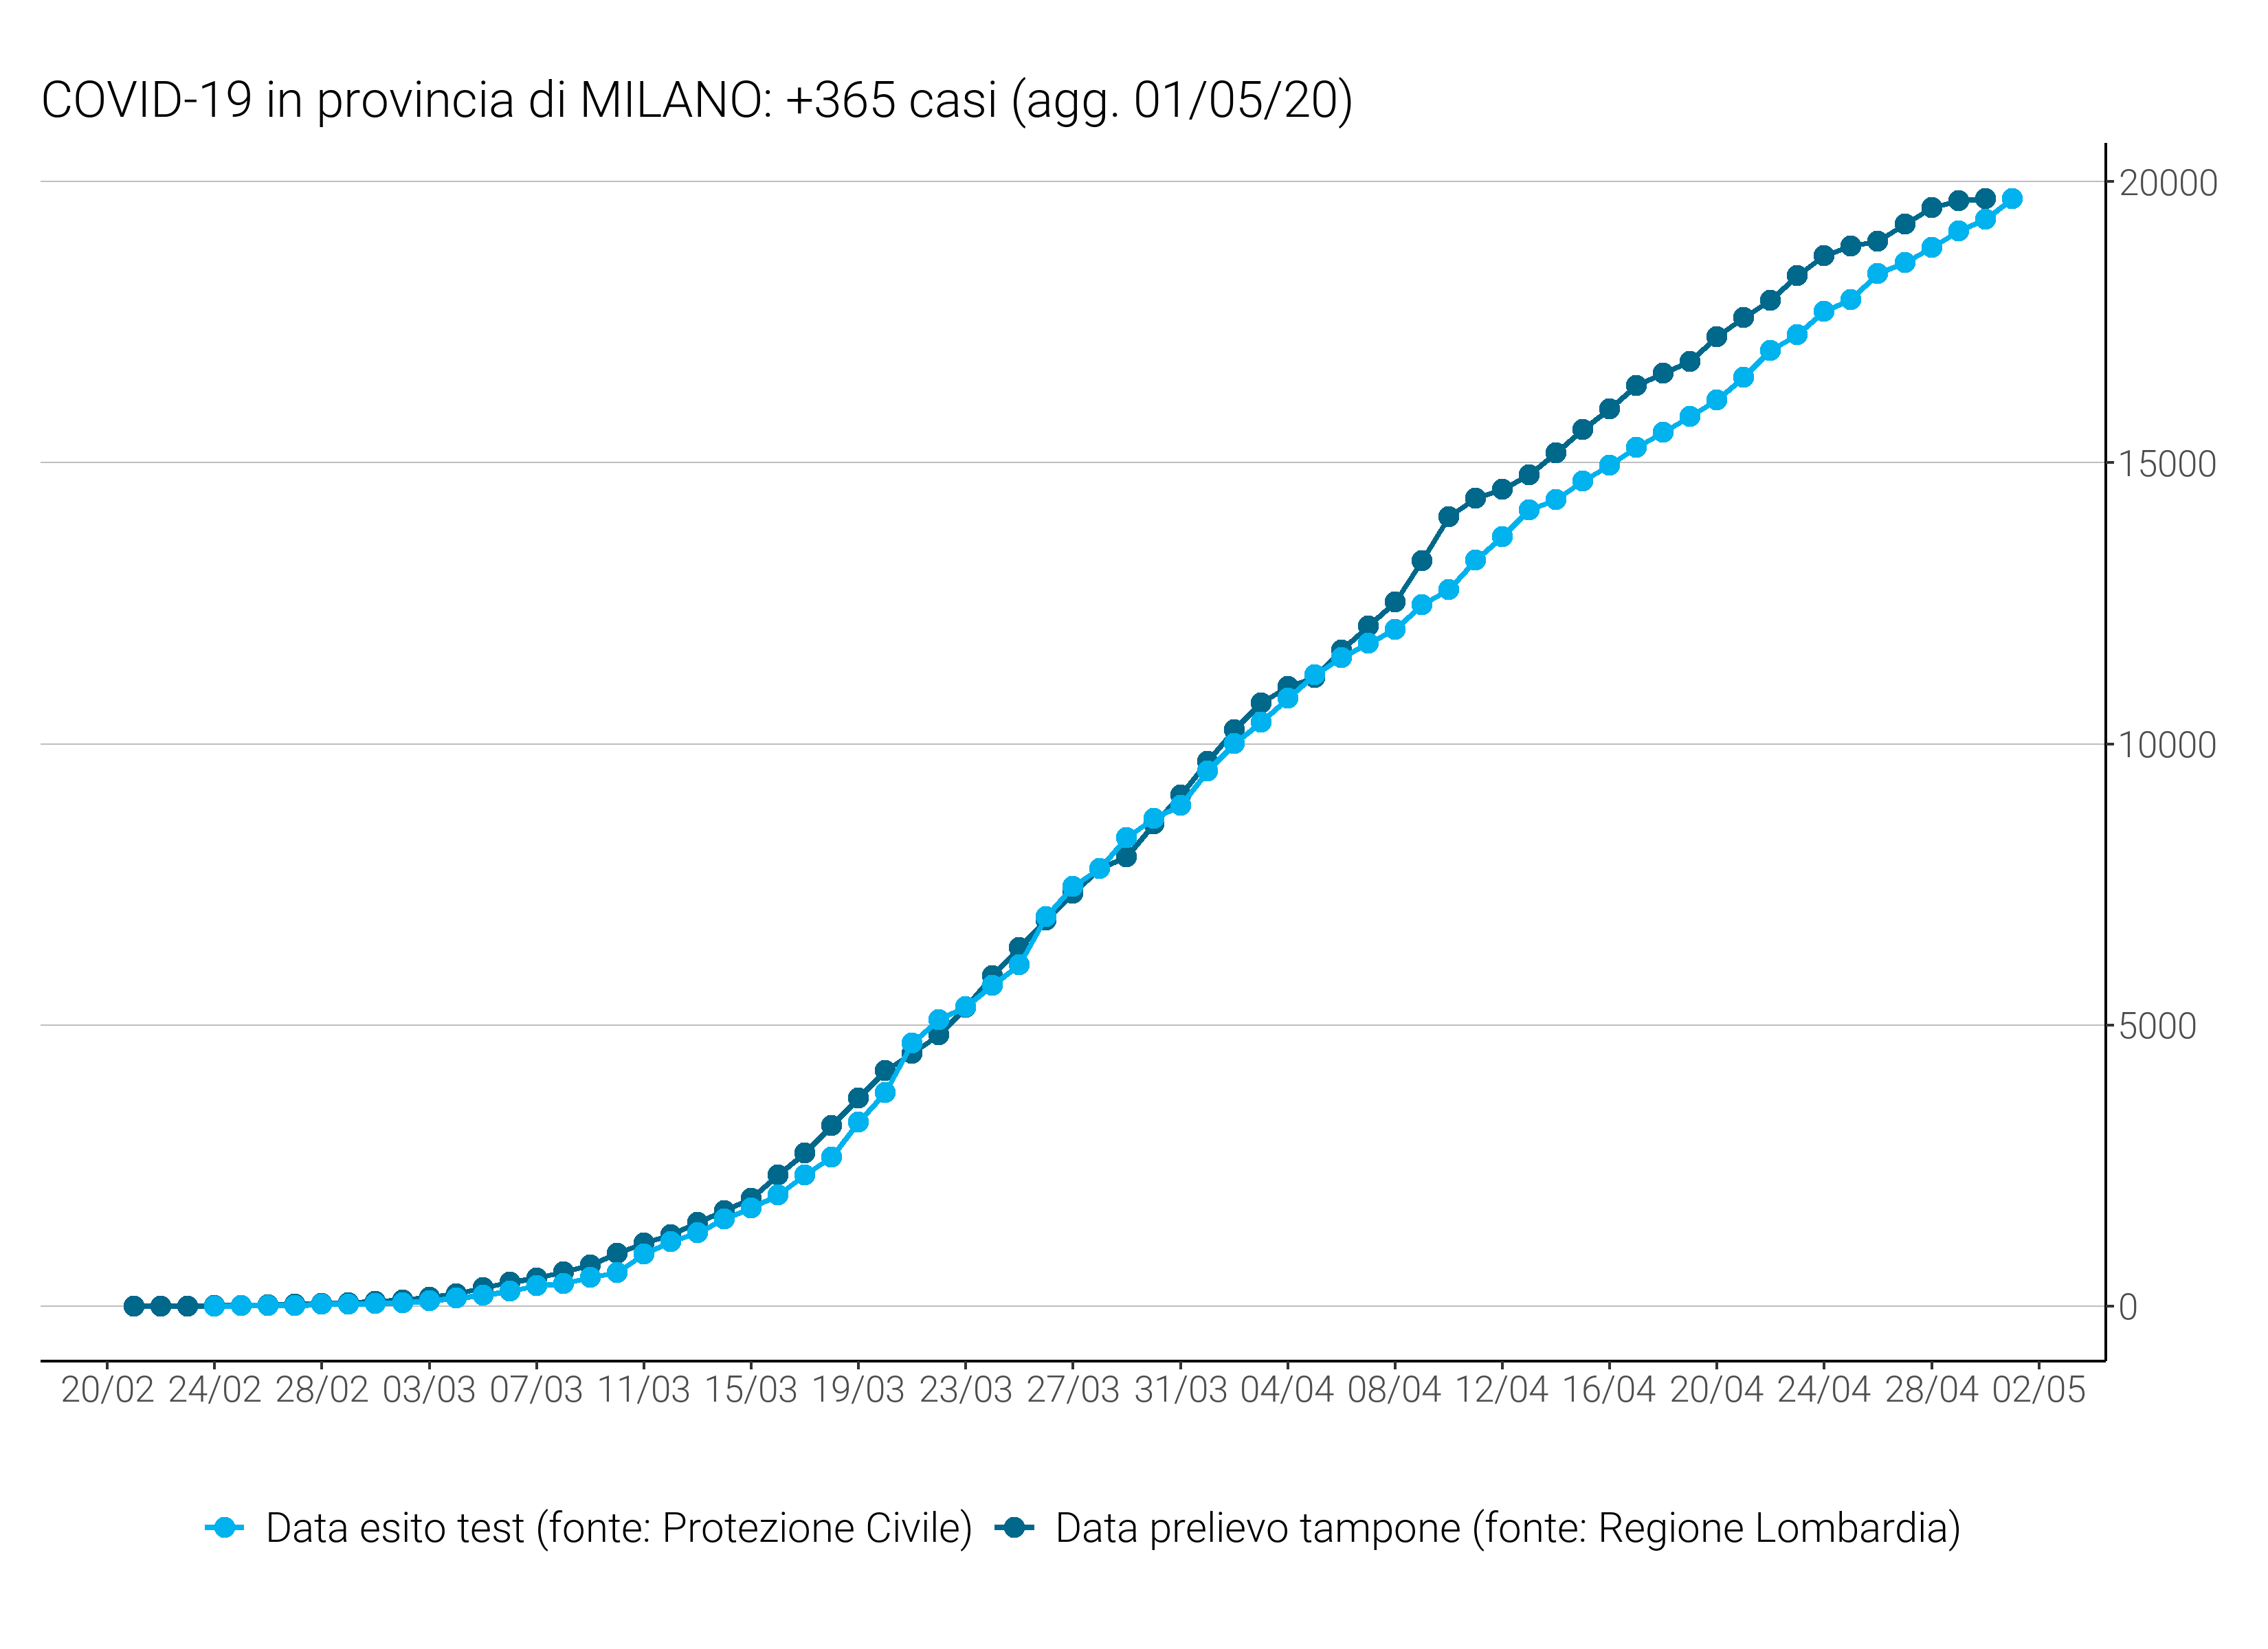 COVID-19 in provincia di MILANO: +365 casi (agg. 01/05/20)
20000
15000
10000
5000
0
20/02 24/02 28/02 03/03 07/03 11/03 15/03 19/03 23/03 27/03 31/03 04/04 08/04 12/04 16/04 20/04 24/04 28/04 02/05
Data esito test (fonte: Protezione Civile) Data prelievo tampone (fonte: Regione Lombardia)